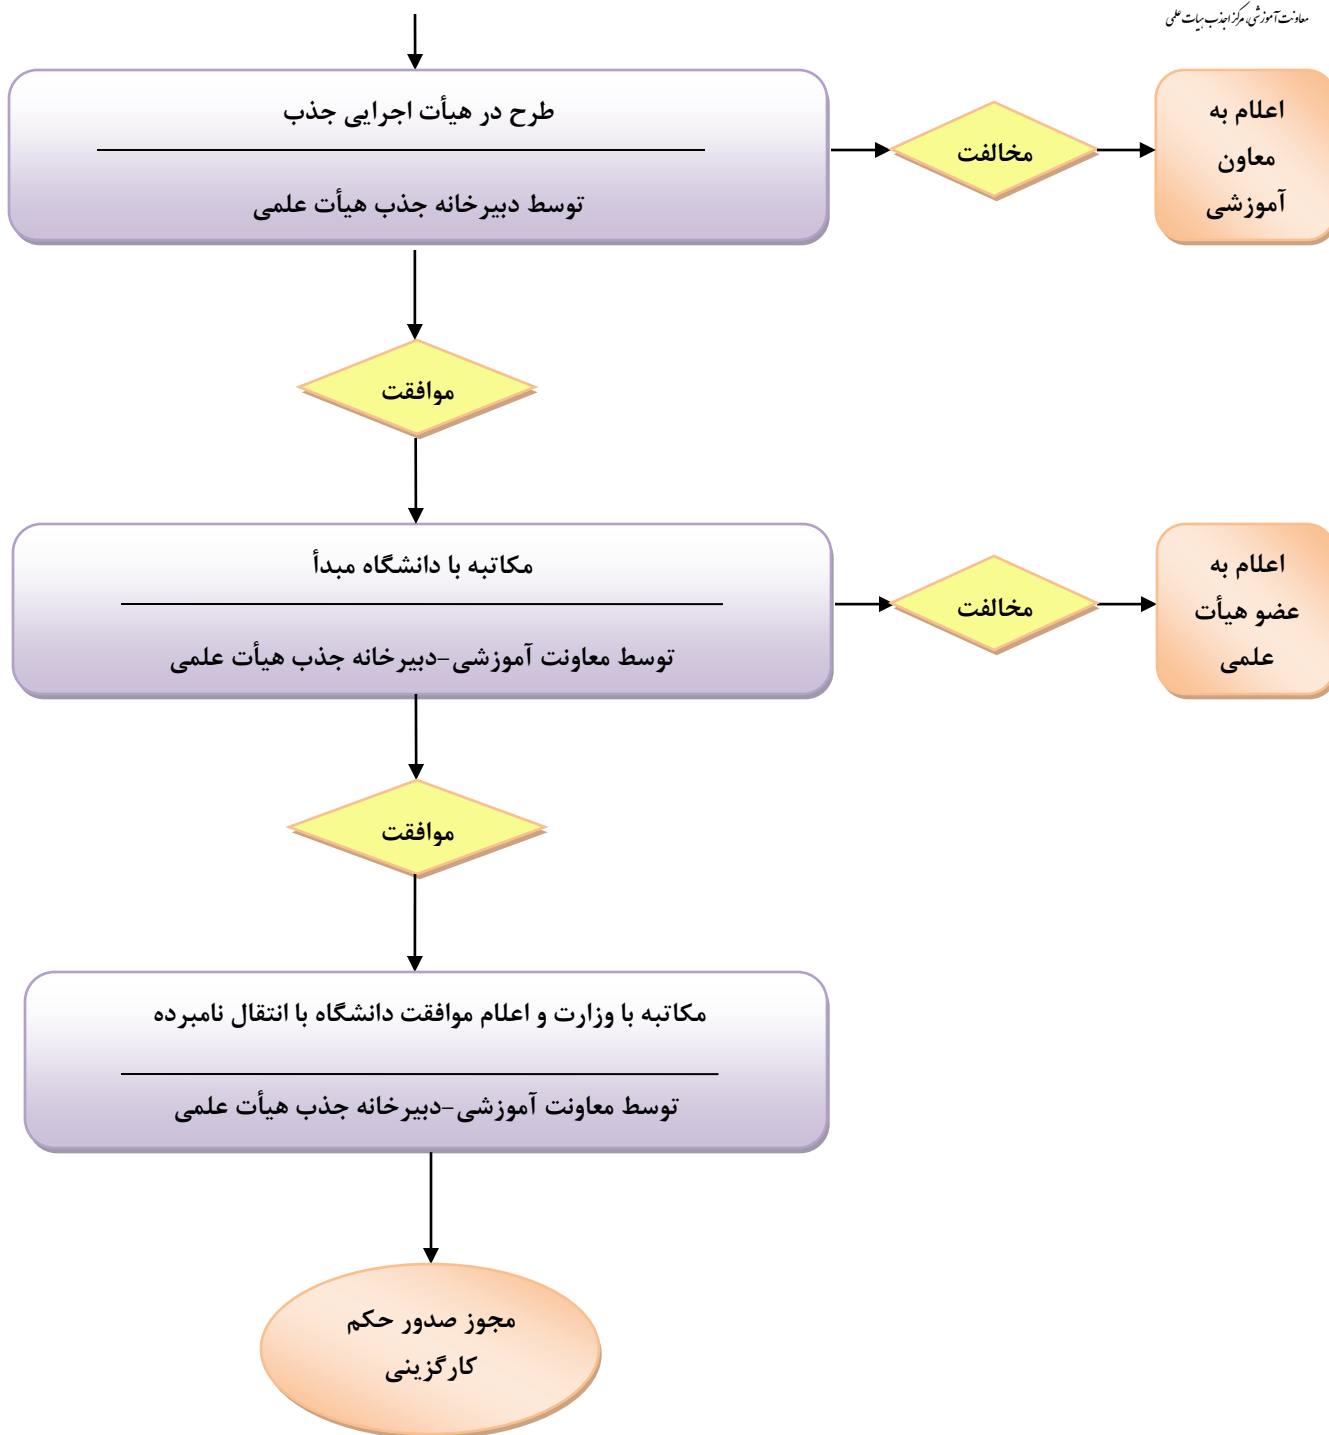 معاونت آموزشی، مرکز جذب هیات علمی
طرح در هیأت اجرایی جذب
توسط دبیرخانه جذب هیأت علمی
مخالفت
اعلام به
معاون
آموزشی
موافقت
مکاتبه با دانشگاه مبدأ
توسط معاونت آموزشی-دبیرخانه جذب هیأت علمی
مخالفت
اعلام به
عضو هیأت
علمی
موافقت
مکاتبه با وزارت و اعلام موافقت دانشگاه با انتقال نامبرده
توسط معاونت آموزشی-دبیرخانه جذب هیأت علمی
مجوز صدور حکم
کارگزینی